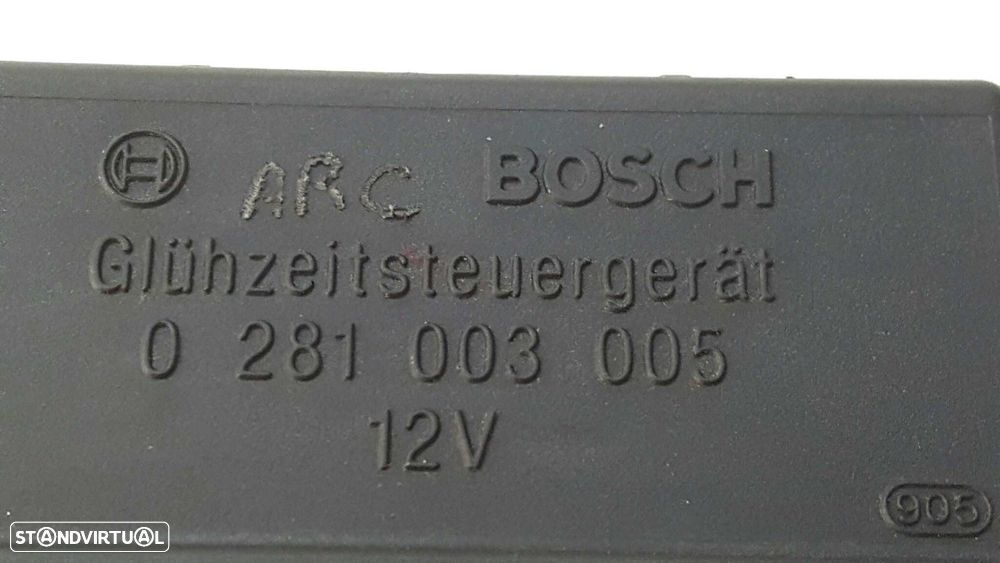 ARC BOSCH
Glühzeitsteuergerät
0 281 003 005
12V
905
STANDVIRTUAL